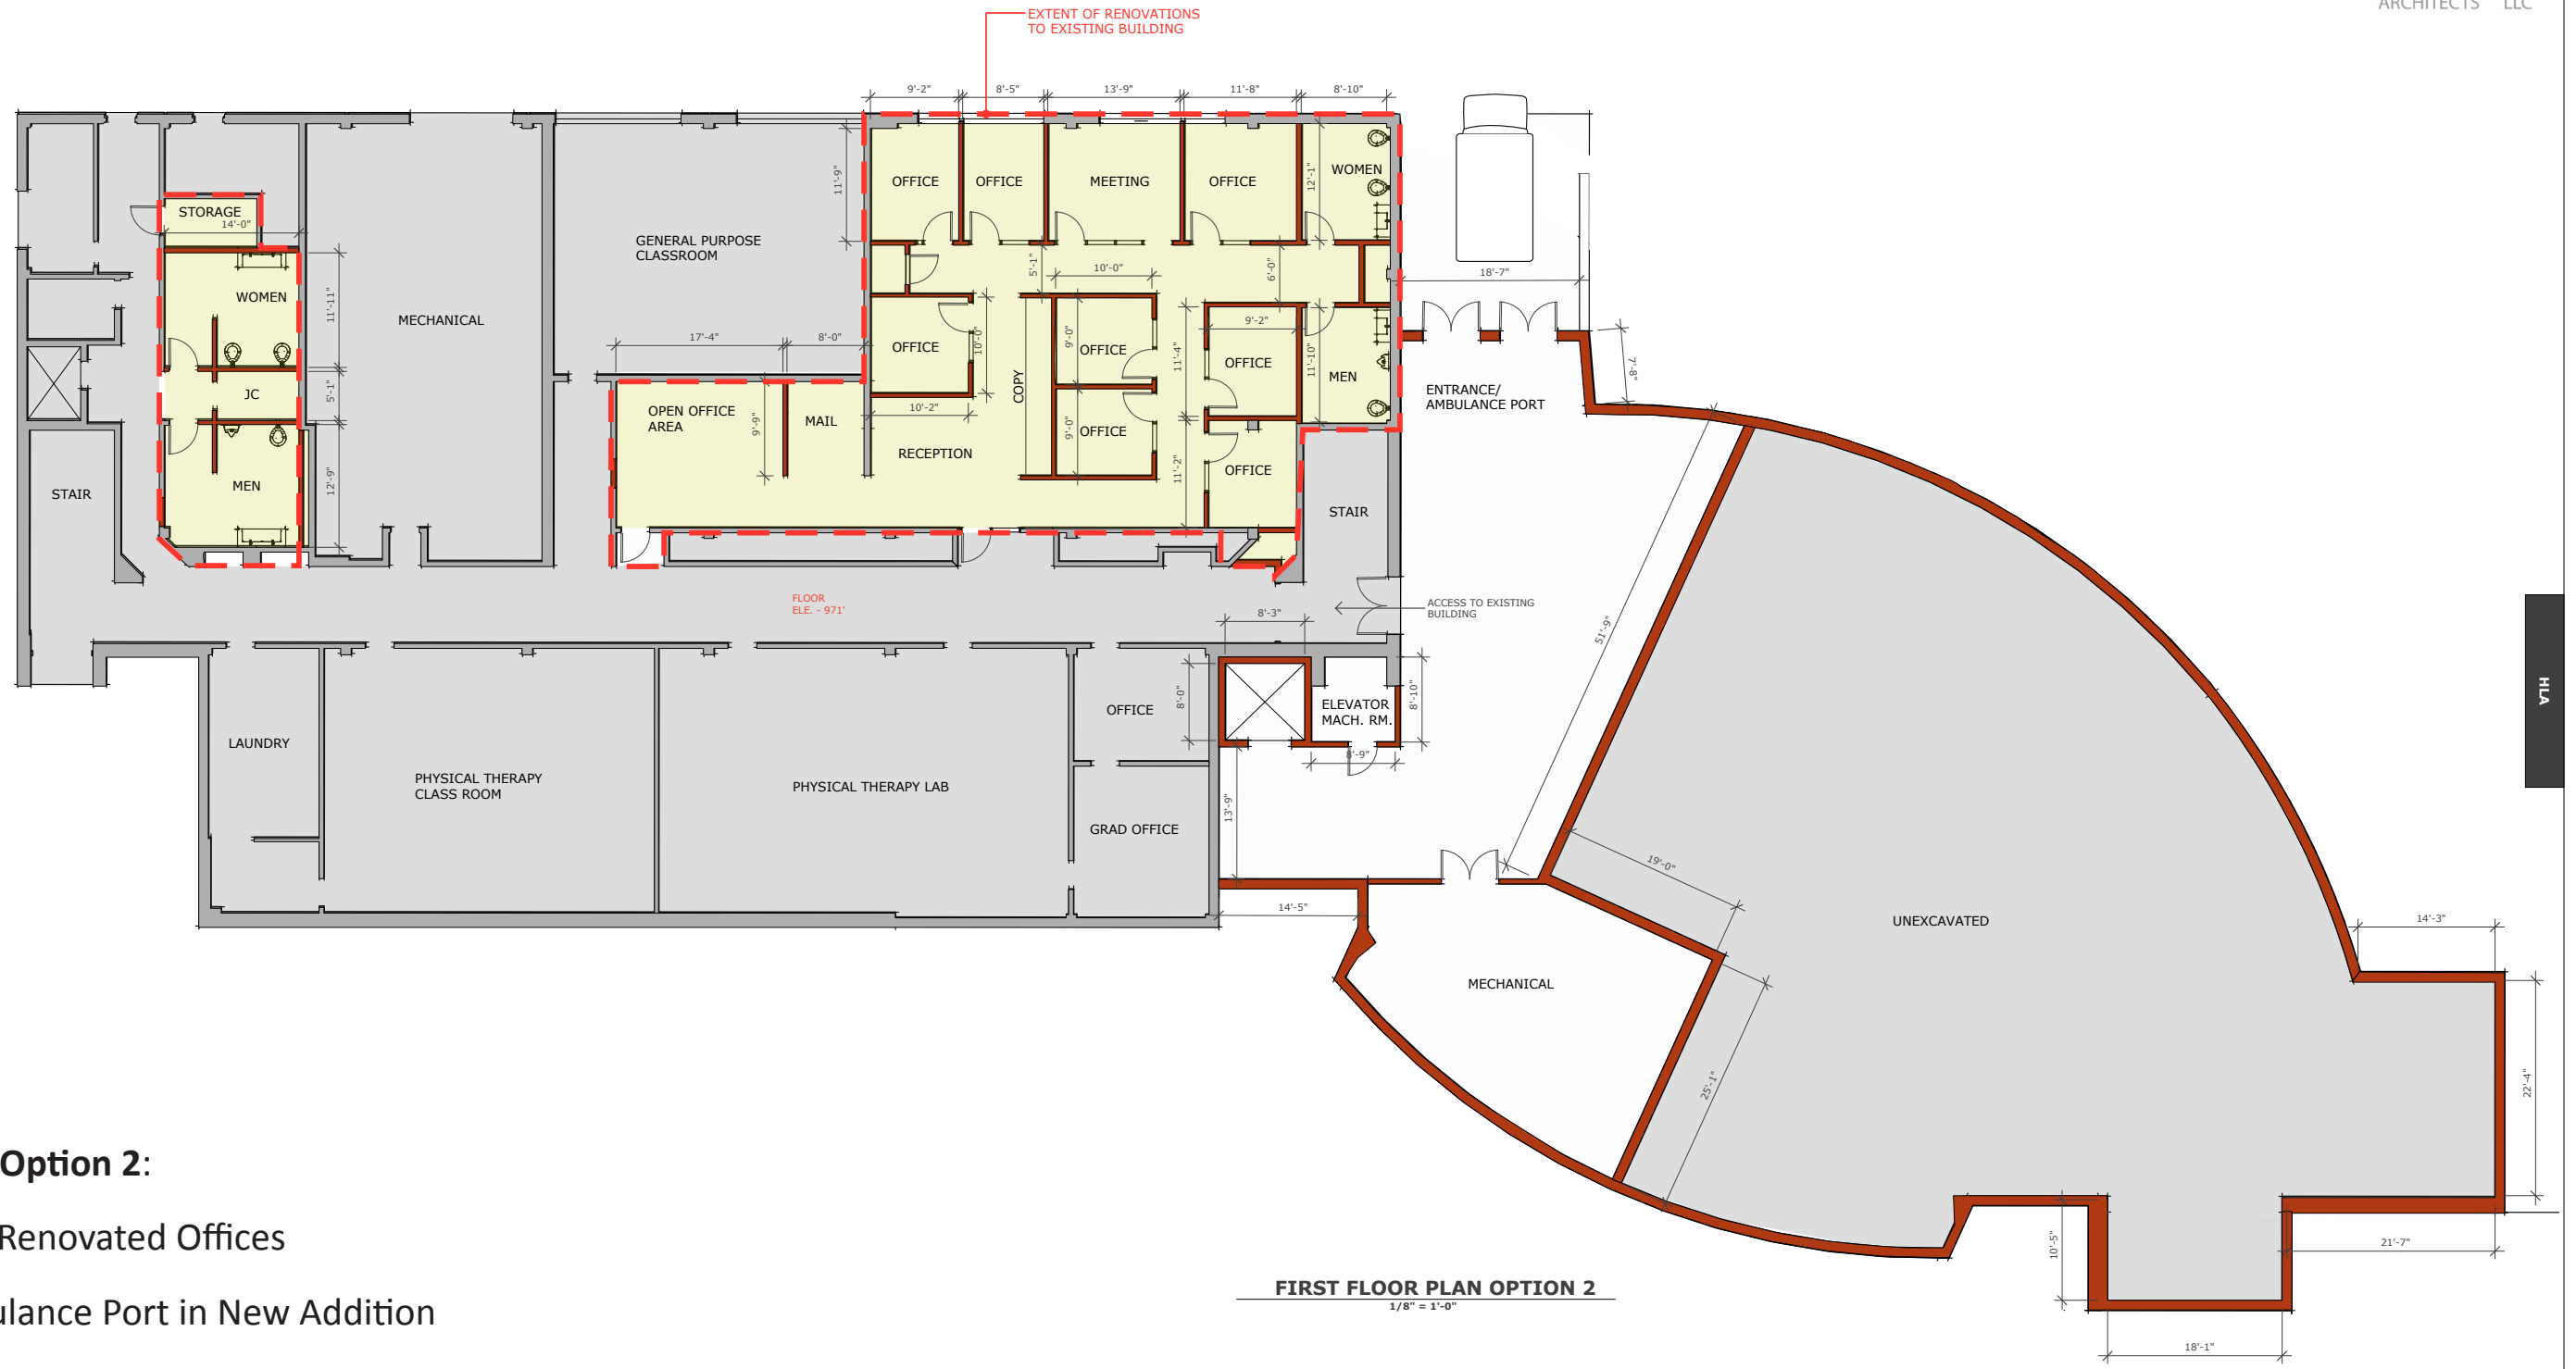 ARCHITECTS LLC
EXTENT OF RENOVATIONS
TO EXISTING BUILDING
9'-2"
8'-5"
13'-9"
11'-8"
8'-10"
11'-9"
OFFICE
OFFICE
MEETING
OFFICE
WOMEN
12'-1"
STORAGE
14'-0"
GENERAL PURPOSE
CLASSROOM
5'-1"
10'-0"
6'-0"
18'-7"
WOMEN
11'-11"
MECHANICAL
17'-4"
8'-0"
OFFICE
10'-0"
9'-0"
OFFICE
11'-4"
9'-2"
OFFICE
11'-10"
MEN
7'-8"
ENTRANCE/
AMBULANCE PORT
JC
5'-1"
OPEN OFFICE
AREA
9'-9"
MAIL
10'-2"
COPY
9'-0"
OFFICE
RECEPTION
11'-2"
OFFICE
STAIR
MEN
12'-9"
STAIR
FLOOR
ELE. - 971'
8'-3"
ACCESS TO EXISTING
BUILDING
51'-9"
HLA
8'-0"
OFFICE
ELEVATOR
MACH. RM.
8'-10"
8'-9"
LAUNDRY
PHYSICAL THERAPY
CLASS ROOM
PHYSICAL THERAPY LAB
GRAD OFFICE
13'-9"
19'-0"
14'-5"
UNEXCAVATED
14'-3"
MECHANICAL
25'-1"
22'-4"
10'-5"
21'-7"
18'-1"
Option 2:
Renovated Offices
ulance Port in New Addition
FIRST FLOOR PLAN OPTION 2
1/8" = 1'-0"